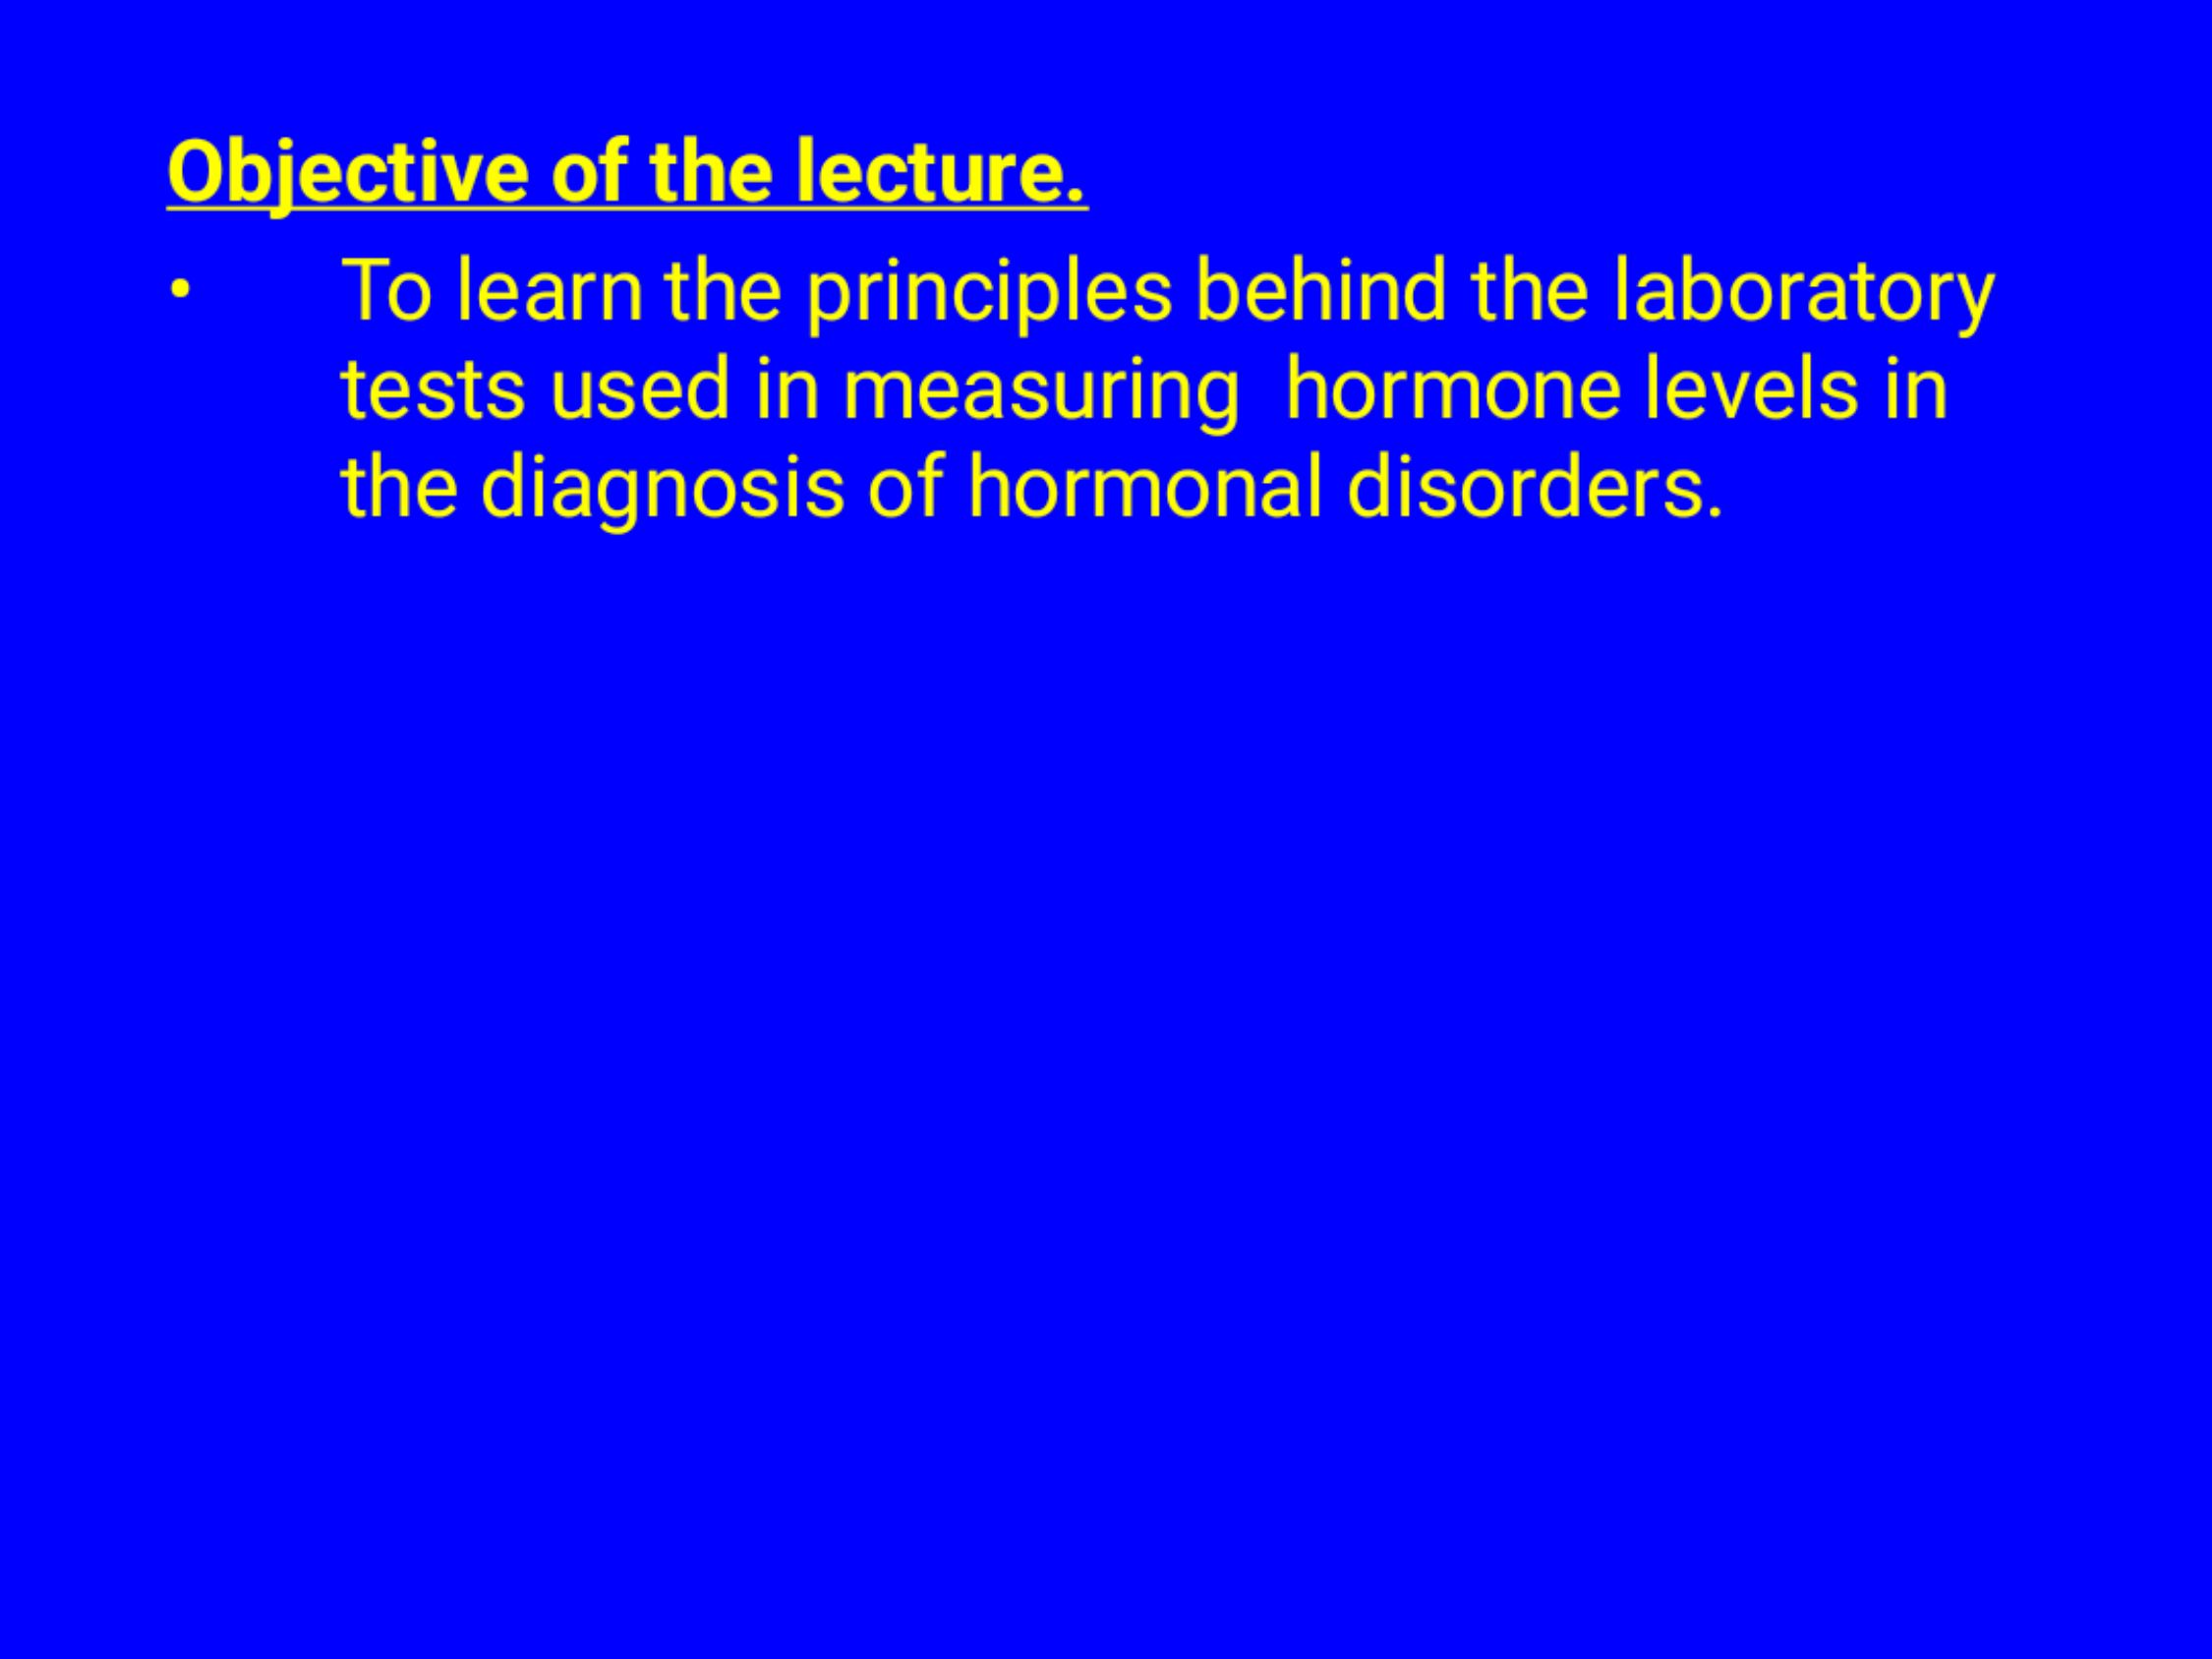 Objective of the lecture.
• To learn the principles behind the laboratory
tests used in measuring  hormone levels in
the diagnosis of hormonal disorders.